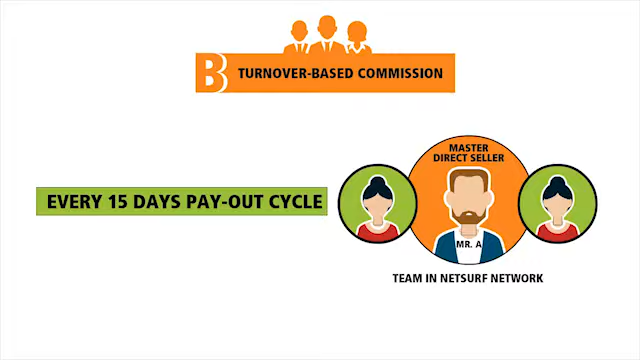 B TURNOVER-BASED COMMISSION
EVERY 15 DAYS PAY-OUT CYCLE
MASTER
DIRECT SELLER
MR. A
TEAM IN NETSURF NETWORK